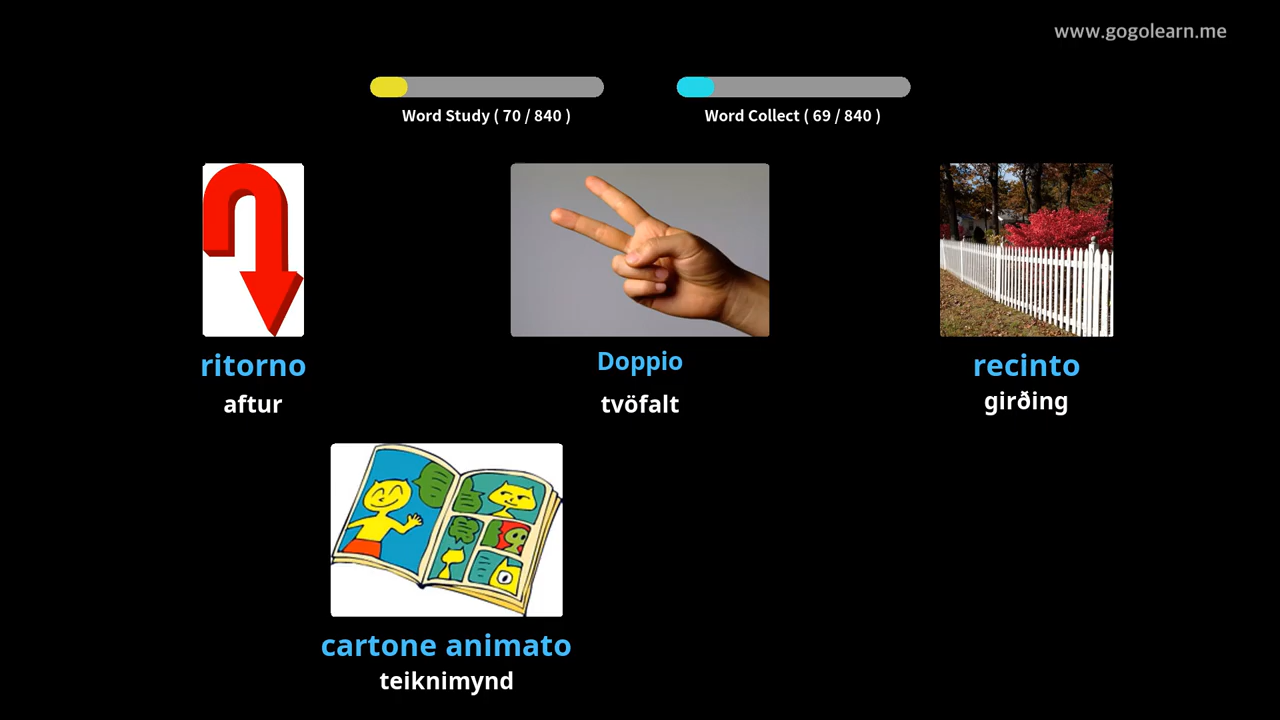 www.gogolearn.me
Word Study ( 70 / 840 )
Word Collect ( 69 / 840 )
ritorno
aftur
Doppio
tvöfalt
recinto
girðing
cartone animato
teiknimynd